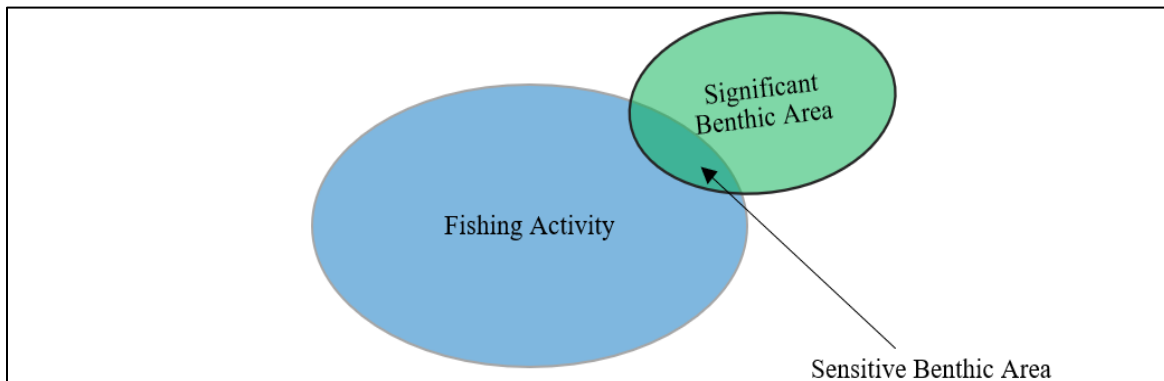 Significant
Benthic Area
Fishing Activity
Sensitive Benthic Area